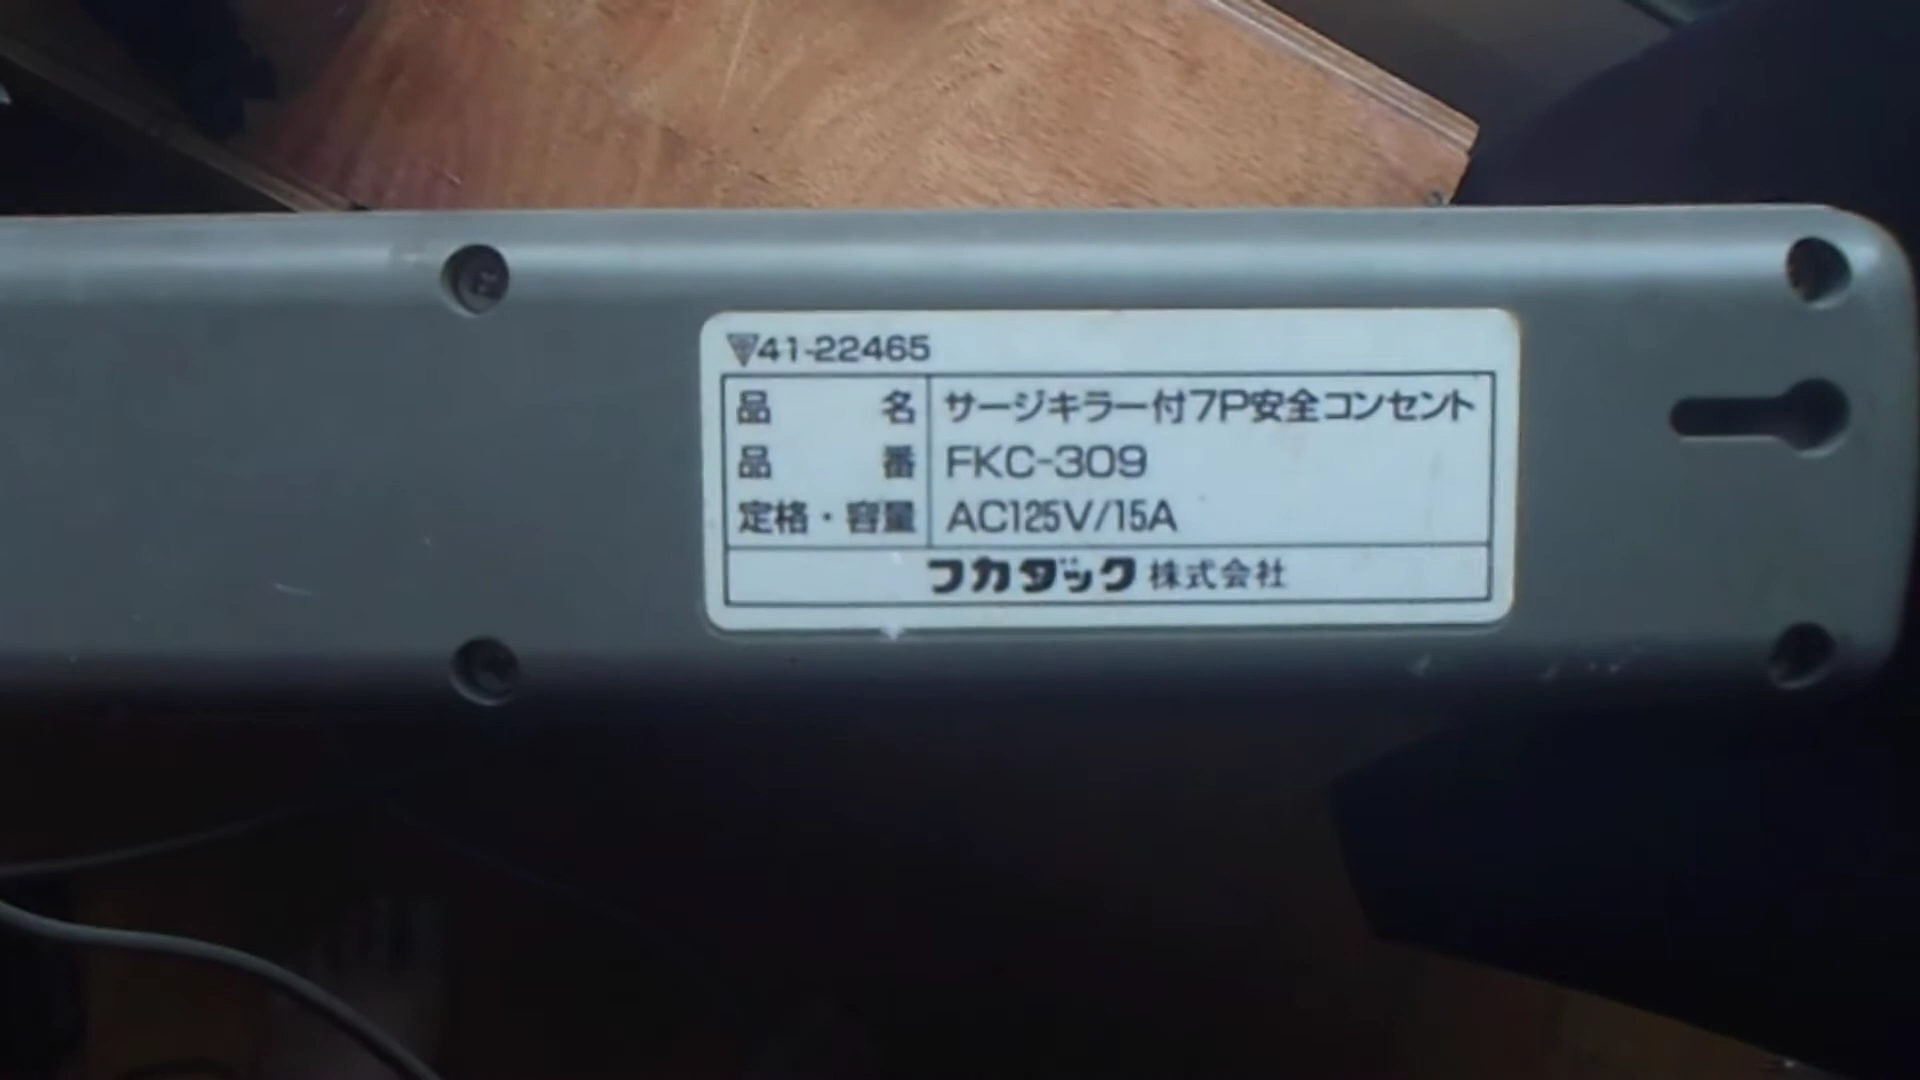 41-22465
品名 サージキラー付7P安全コンセント
品番 FKC-309
定格・容量 AC125V/15A
フカダック株式会社